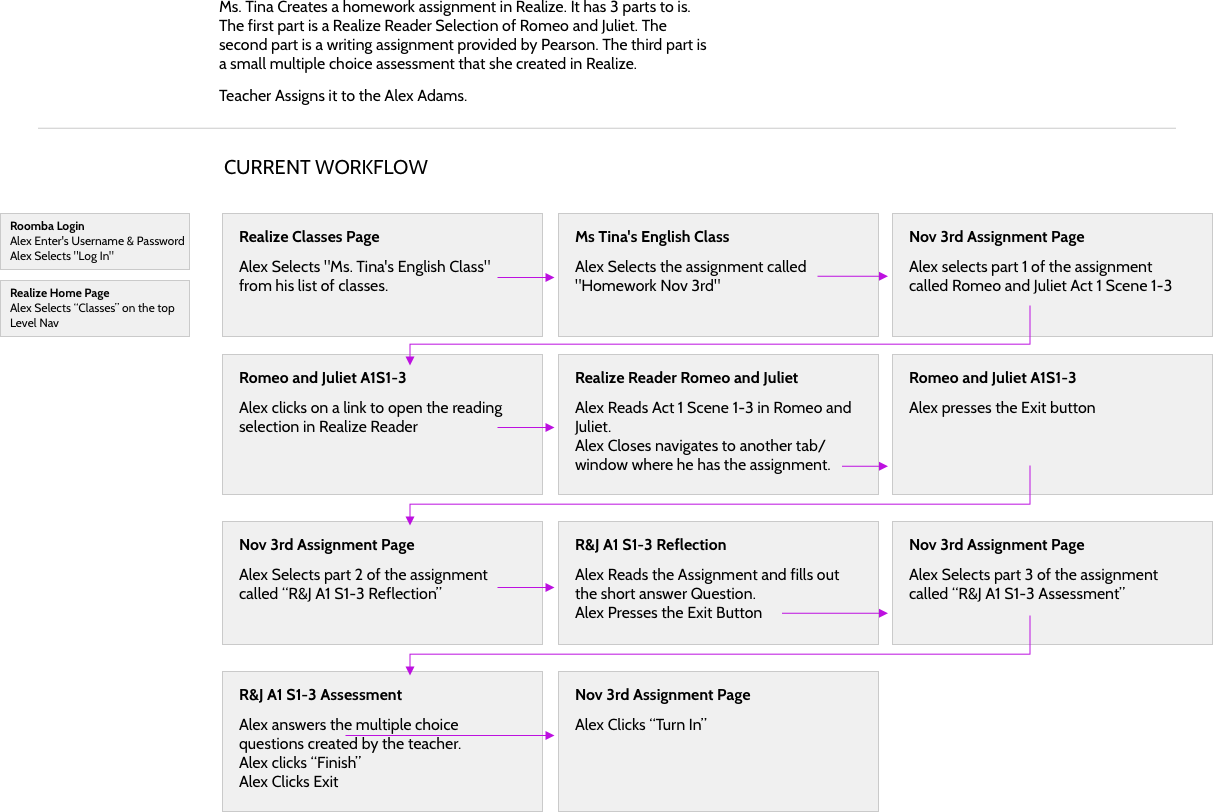 Ms. Tina Creates a homework assignment in Realize. It has 3 parts to is.
The first part is a Realize Reader Selection of Romeo and Juliet. The
second part is a writing assignment provided by Pearson. The third part is
a small multiple choice assessment that she created in Realize.
Teacher Assigns it to the Alex Adams.
CURRENT WORKFLOW
Roomba Login
Alex Enter's Username & Password
Alex Selects "Log In"
Realize Home Page
Alex Selects “Classes” on the top
Level Nav
Realize Classes Page
Alex Selects "Ms. Tina's English Class"
from his list of classes.
Ms Tina's English Class
Alex Selects the assignment called
"Homework Nov 3rd"
Nov 3rd Assignment Page
Alex selects part 1 of the assignment
called Romeo and Juliet Act 1 Scene 1-3
Romeo and Juliet A1S1-3
Alex clicks on a link to open the reading
selection in Realize Reader
Realize Reader Romeo and Juliet
Alex Reads Act 1 Scene 1-3 in Romeo and
Juliet.
Alex Closes navigates to another tab/
window where he has the assignment.
Romeo and Juliet A1S1-3
Alex presses the Exit button
Nov 3rd Assignment Page
Alex Selects part 2 of the assignment
called “R&J A1 S1-3 Reflection”
R&J A1 S1-3 Reflection
Alex Reads the Assignment and fills out
the short answer Question.
Alex Presses the Exit Button
Nov 3rd Assignment Page
Alex Selects part 3 of the assignment
called “R&J A1 S1-3 Assessment”
R&J A1 S1-3 Assessment
Alex answers the multiple choice
questions created by the teacher.
Alex clicks “Finish”
Alex Clicks Exit
Nov 3rd Assignment Page
Alex Clicks “Turn In”